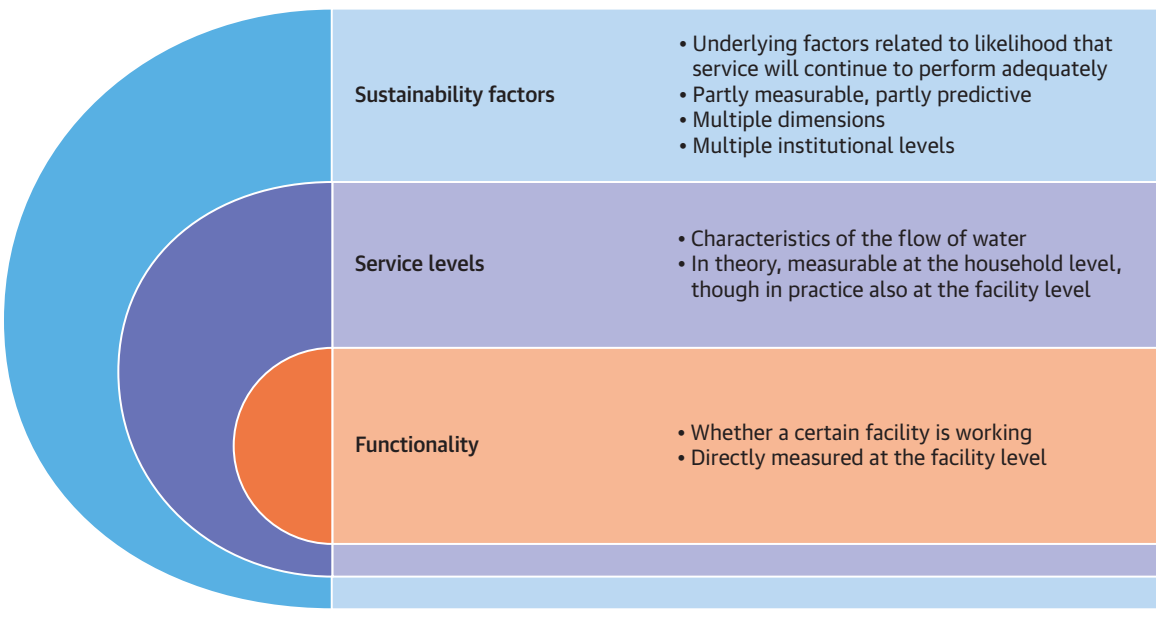 Sustainability factors
• Underlying factors related to likelihood that
service will continue to perform adequately
• Partly measurable, partly predictive
• Multiple dimensions
• Multiple institutional levels
Service levels
• Characteristics of the flow of water
• In theory, measurable at the household level,
though in practice also at the facility level
Functionality
• Whether a certain facility is working
• Directly measured at the facility level